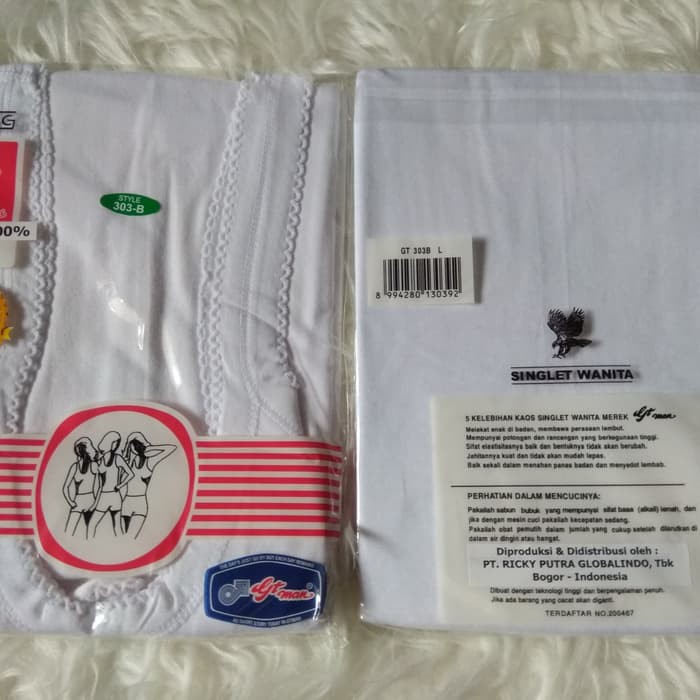 00%
STYLE
303-B
Gt man
GT 303B L
8 994280 130392
SINGLET WANITA
5 KELEBIHAN KAOS SINGLET WANITA MEREK Gt man
Melekat enak di badan, membawa perasaan lembut.
Mempunyai potongan dan rancangan yang berkegunaan tinggi.
Sifat elastisitasnya baik dan bentuknya tidak akan berubah.
Jahitannya kuat dan tidak mudah lepas.
Baik sekali dalam menahan panas badan dan menyedot lembab.
PERHATIAN DALAM MENCUCINYA:
Pakailah sabun bubuk yang mempunyai sifat basa (alkali) lemah, dan
jika dengan mesin cuci pakailah kecepatan sedang.
Pakailah obat pemutih dalam jumlah yang cukup setelah dilarutkan di
dalam air dingin atau hangat.
Diproduksi & Didistribusi oleh :
PT. RICKY PUTRA GLOBALINDO, Tbk
Bogor - Indonesia
Dibuat dengan teknologi tinggi dan berpengalaman penuh.
Jika ada barang yang cacat akan diganti.
TERDAFTAR NO.200467